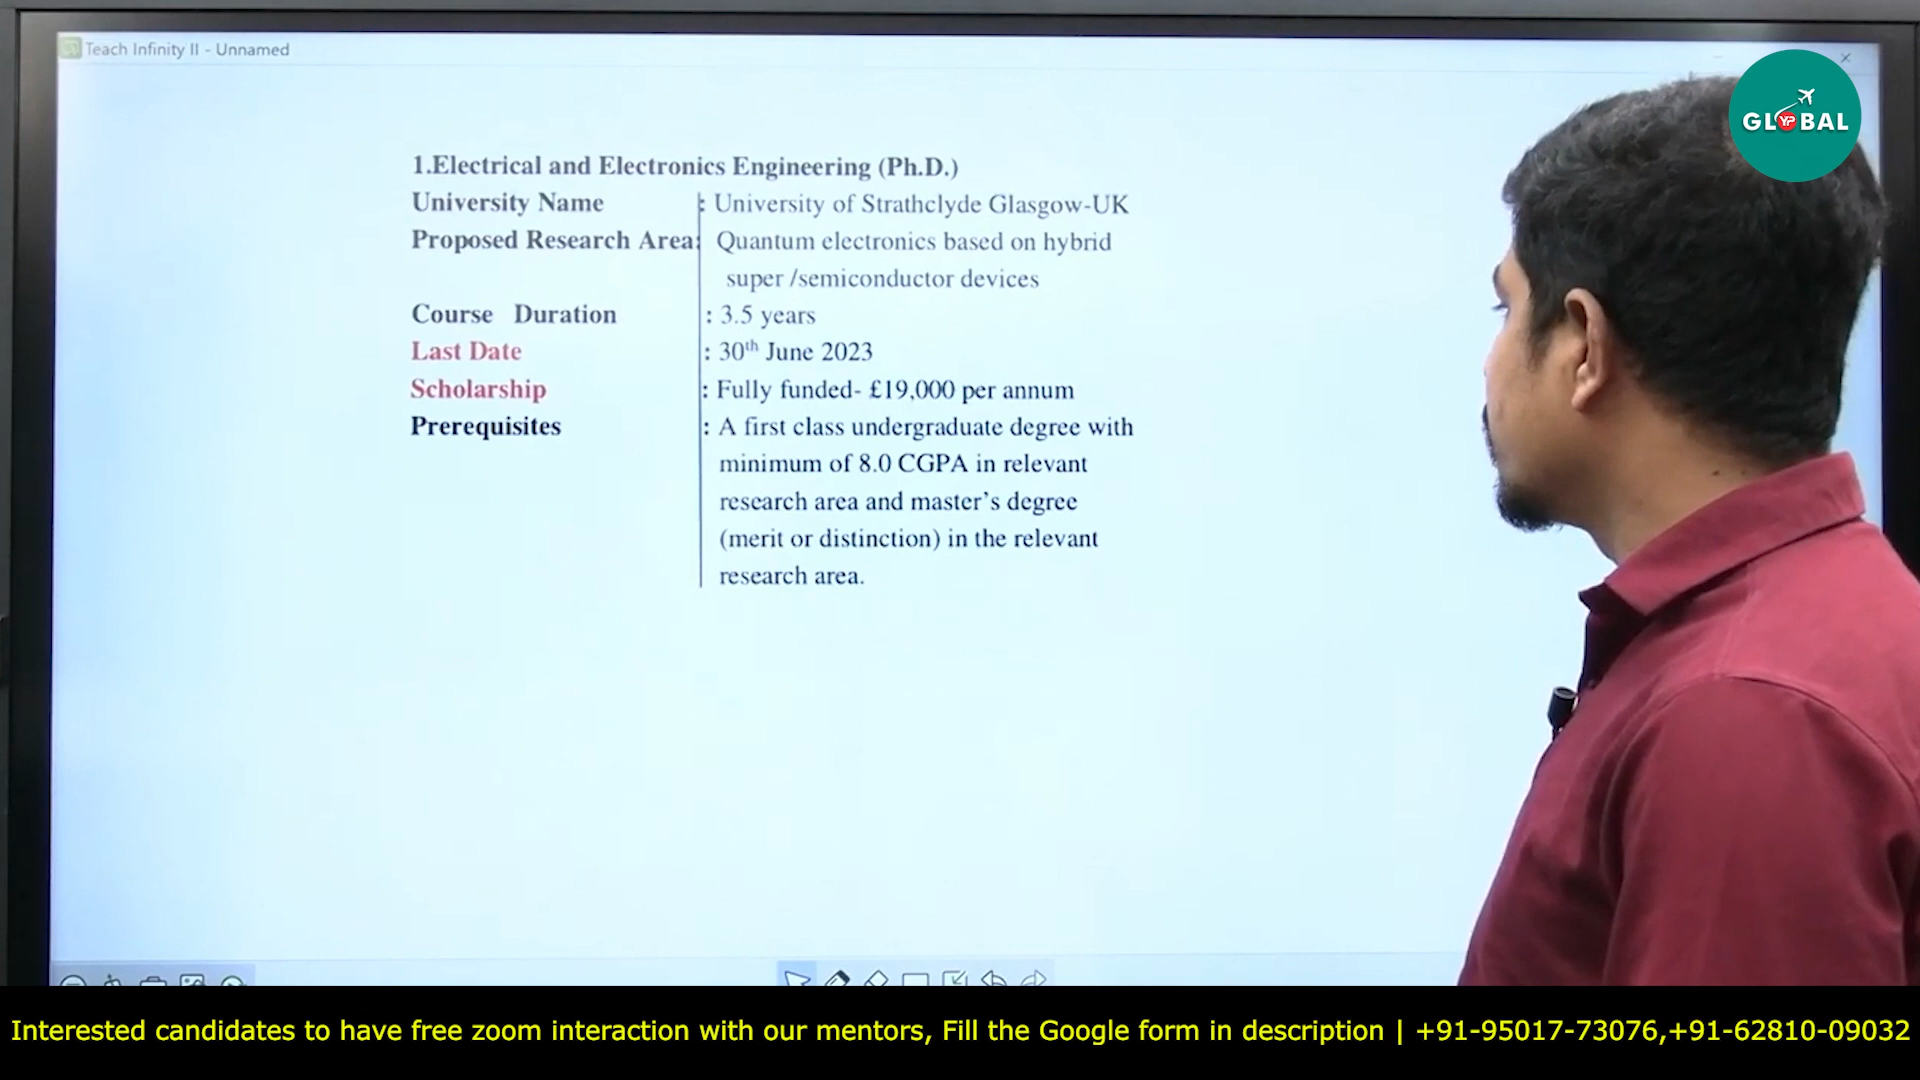 Teach Infinity II - Unnamed
GLYPBAL
1.Electrical and Electronics Engineering (Ph.D.)
University Name : University of Strathclyde Glasgow-UK
Proposed Research Area: Quantum electronics based on hybrid
super /semiconductor devices
Course Duration : 3.5 years
Last Date : 30th June 2023
Scholarship : Fully funded- £19,000 per annum
Prerequisites : A first class undergraduate degree with
minimum of 8.0 CGPA in relevant
research area and master’s degree
(merit or distinction) in the relevant
research area.
Interested candidates to have free zoom interaction with our mentors, Fill the Google form in description | +91-95017-73076,+91-62810-09032